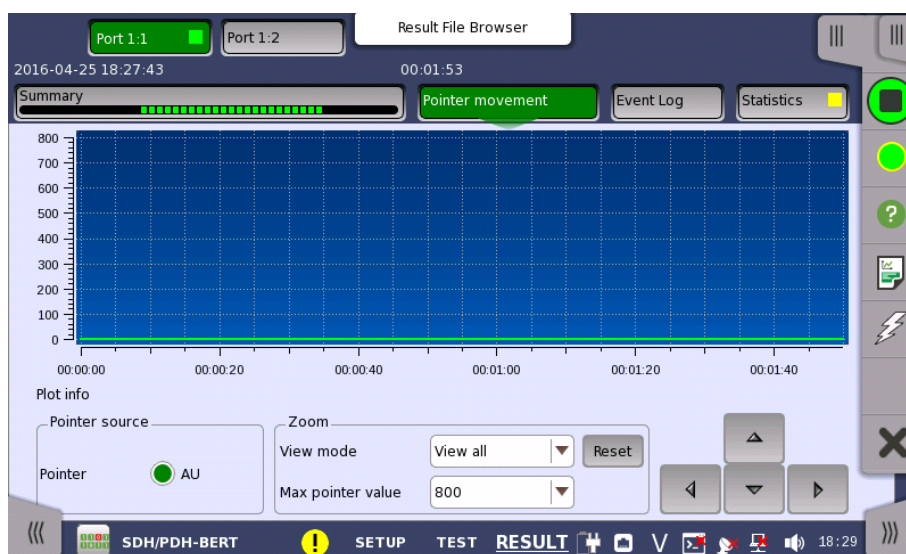 Port 1:1
Port 1:2
Result File Browser
2016-04-25 18:27:43
00:01:53
Summary
Pointer movement
Event Log
Statistics
800
700
600
500
400
300
200
100
0
00:00:00
00:00:20
00:00:40
00:01:00
00:01:20
00:01:40
Plot info
Pointer source
Pointer
AU
Zoom
View mode
View all
Reset
Max pointer value
800
SDH/PDH-BERT
SETUP
TEST
RESULT
V
18:29